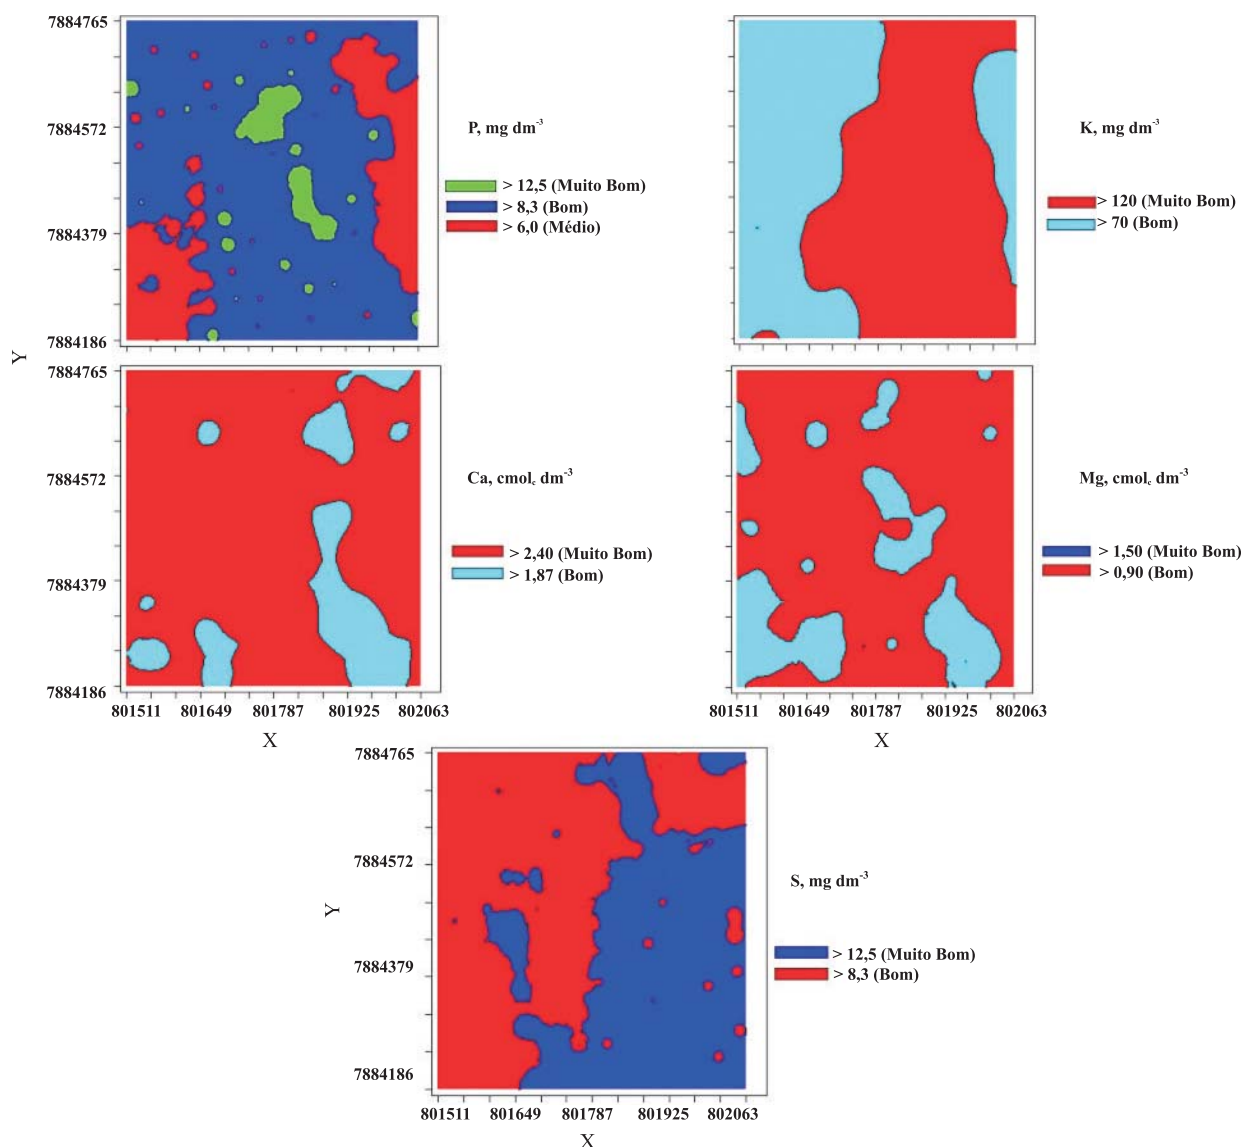 7884765
7884572
7884379
7884186
Y
P, mg dm-3
> 12,5 (Muito Bom)
> 8,3 (Bom)
> 6,0 (Médio)
K, mg dm-3
> 120 (Muito Bom)
> 70 (Bom)
7884765
7884572
7884379
7884186
801511 801649 801787 801925 802063
X
Ca, cmolc dm-3
> 2,40 (Muito Bom)
> 1,87 (Bom)
Mg, cmolc dm-3
> 1,50 (Muito Bom)
> 0,90 (Bom)
801511 801649 801787 801925 802063
X
7884765
7884572
7884379
7884186
Y
801511 801649 801787 801925 802063
X
S, mg dm-3
> 12,5 (Muito Bom)
> 8,3 (Bom)